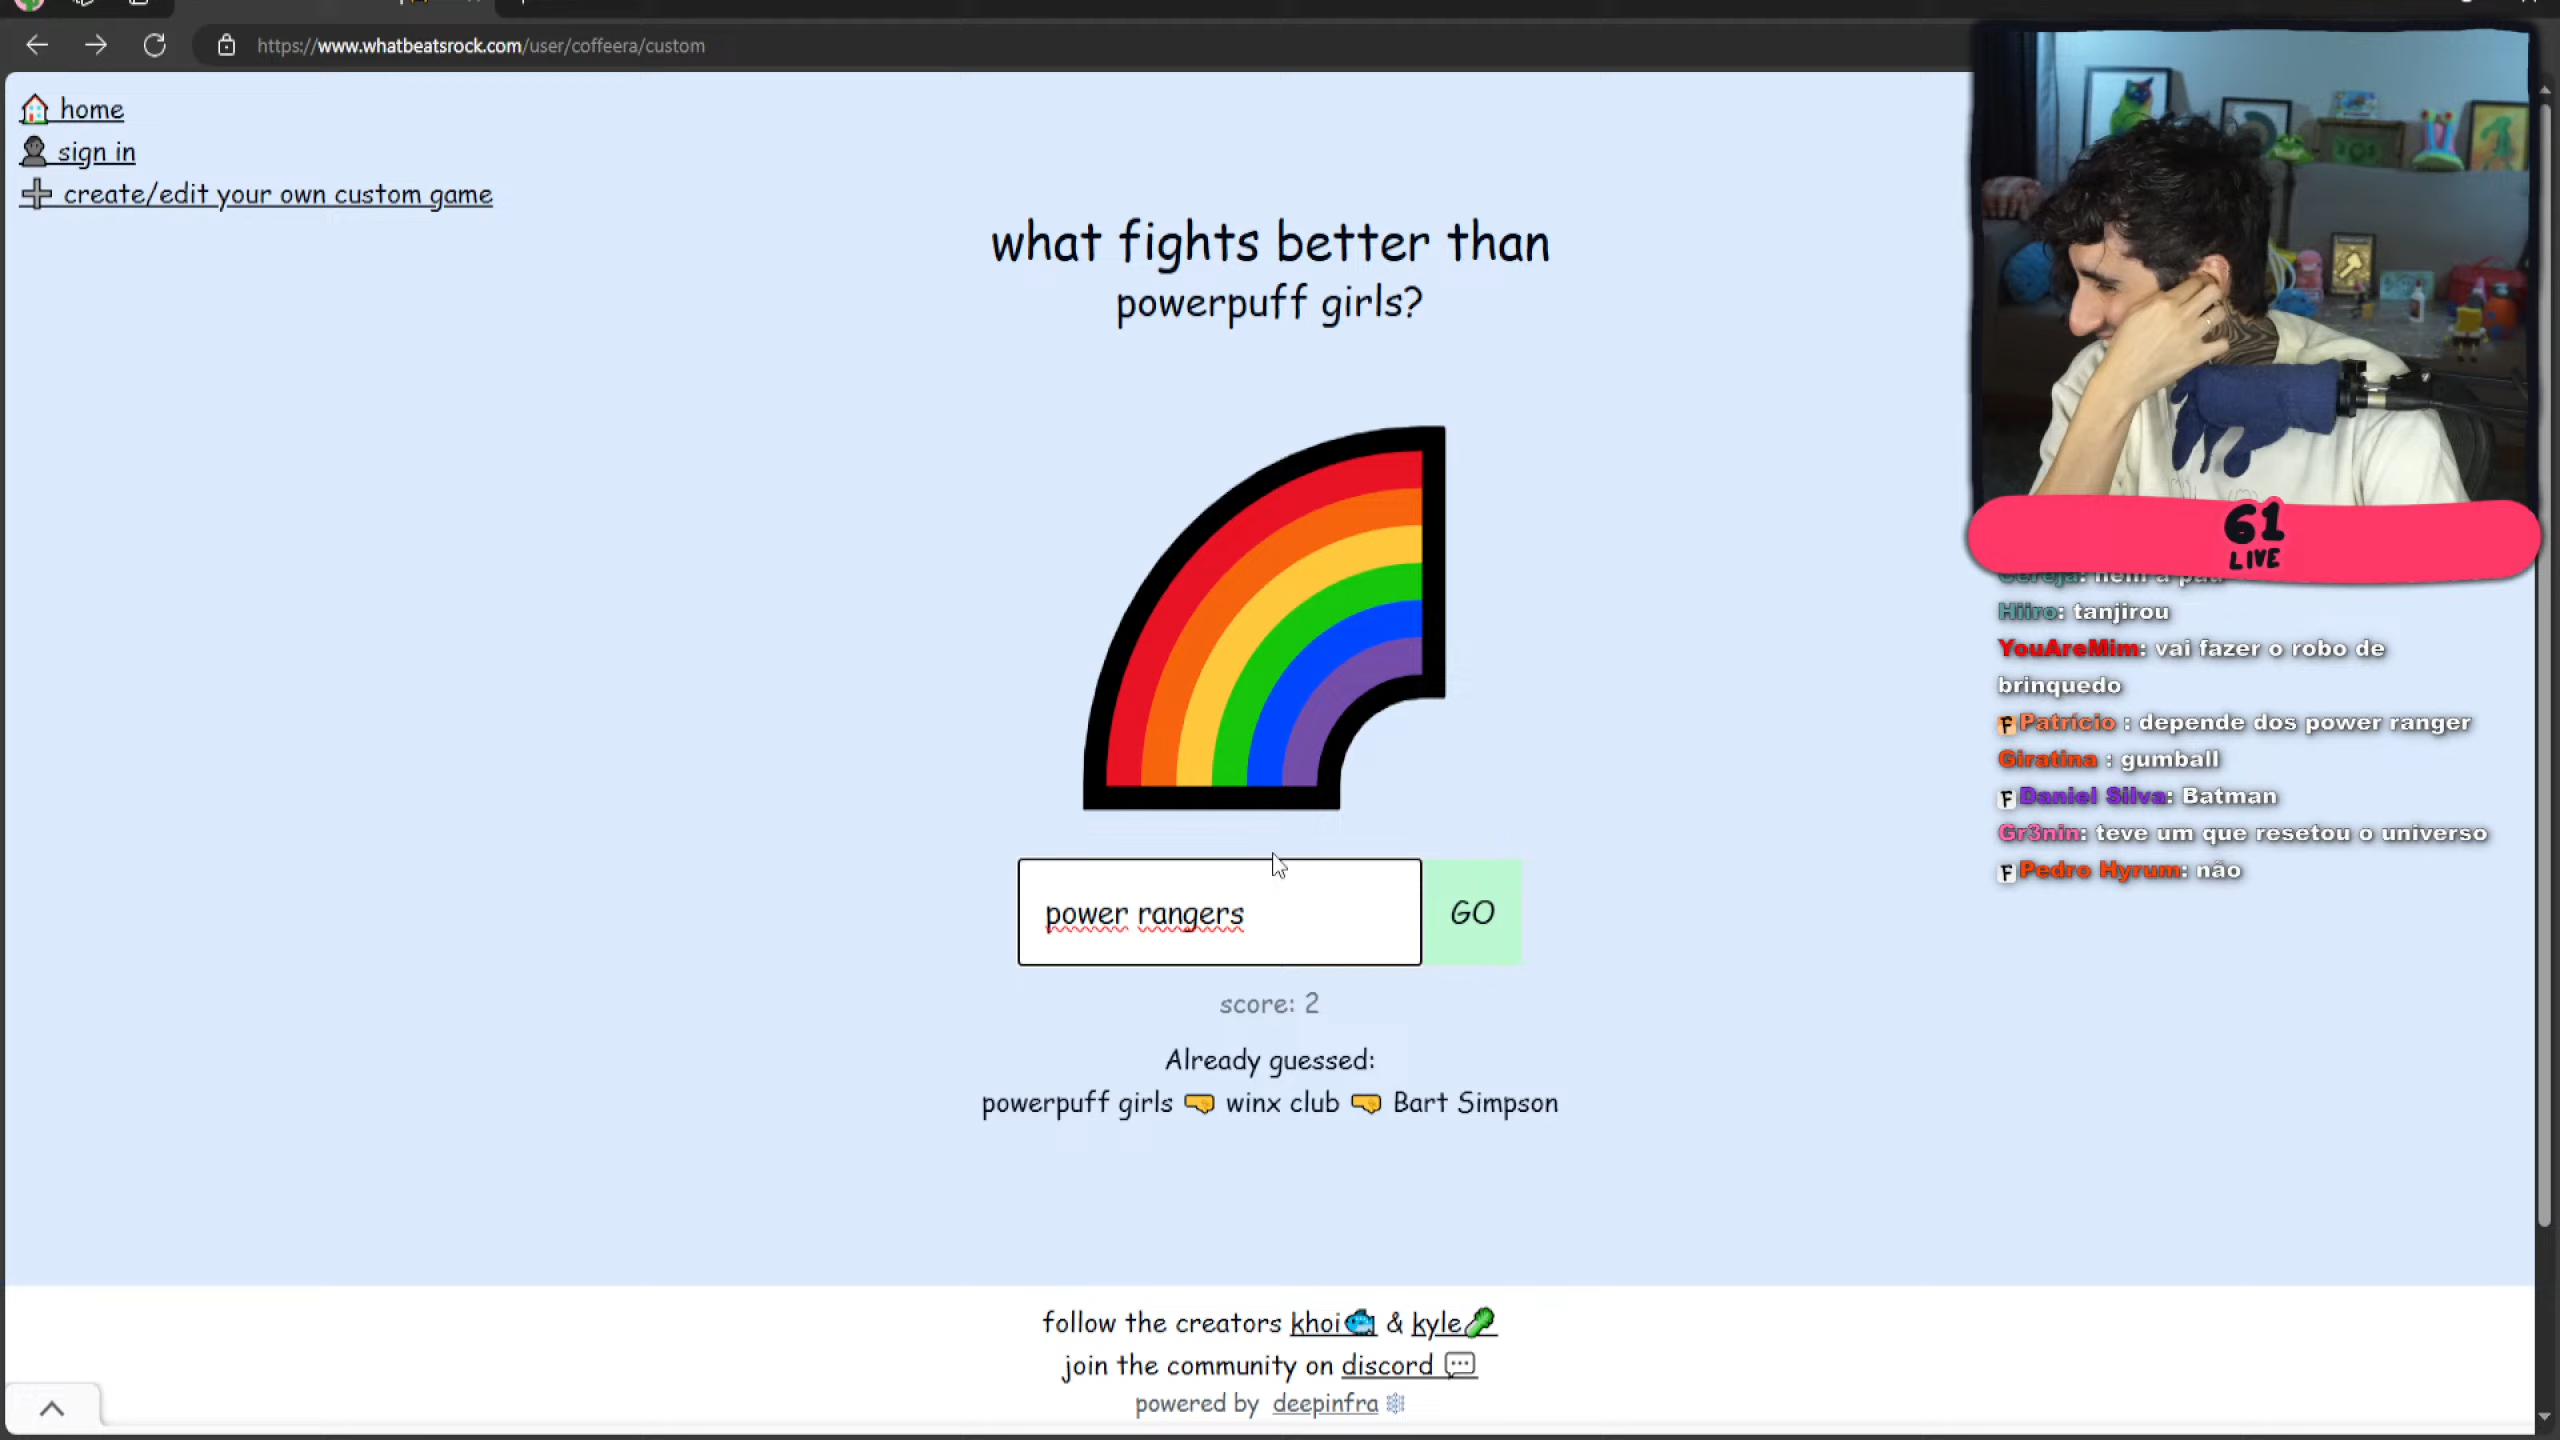 https://www.whatbeatsrock.com/user/coffeera/custom
home
sign in
create/edit your own custom game
what fights better than
powerpuff girls?
power rangers
GO
score: 2
Already guessed:
powerpuff girls 🤜 winx club 🤜 Bart Simpson
follow the creators khoi & kyle
join the community on discord
powered by deepinfra
61
LIVE
Cereja: nem a pau
Hiiro: tanjirou
YouAreMim: vai fazer o robo de
brinquedo
Patricio : depende dos power ranger
Giratina : gumball
Daniel Silva: Batman
Gr3nin: teve um que resetou o universo
Pedro Hyrum: não